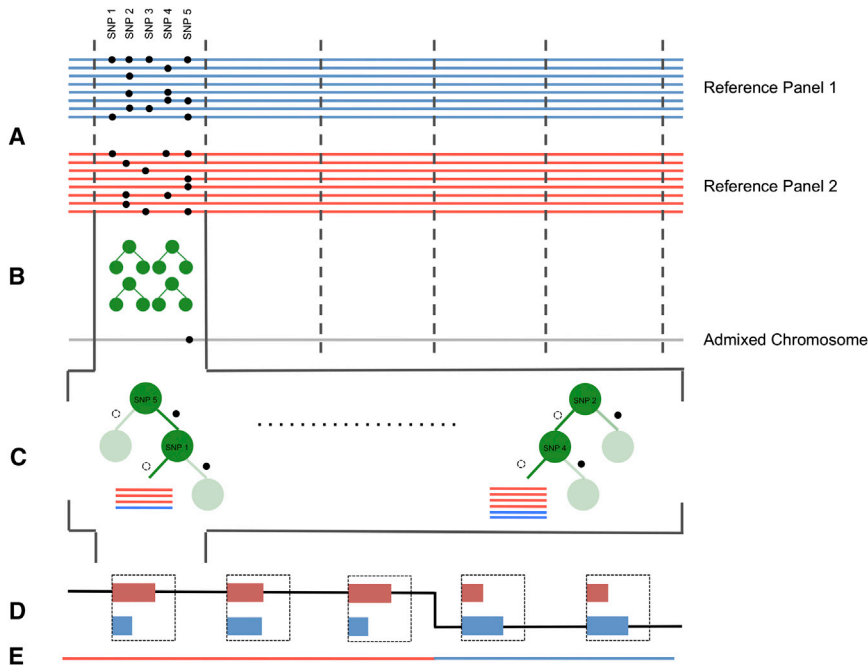 SNP 1
SNP 2
SNP 3
SNP 4
SNP 5
Reference Panel 1
A
Reference Panel 2
B
Admixed Chromosome
SNP 5
SNP 2
SNP 1
SNP 4
C
D
E